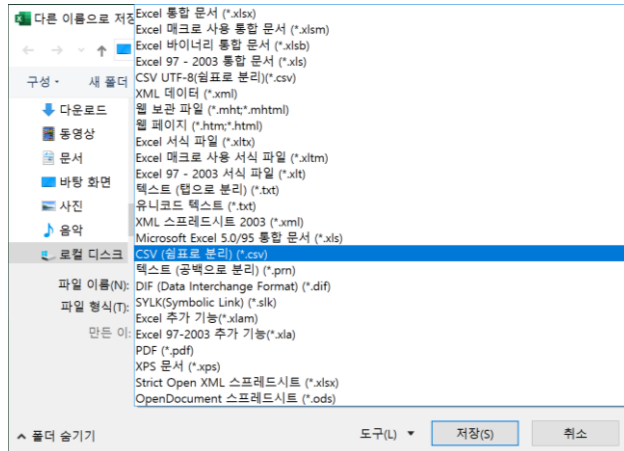 다른 이름으로 저장
Excel 통합 문서 (*.xlsx)
Excel 매크로 사용 통합 문서 (*.xlsm)
Excel 바이너리 통합 문서 (*.xlsb)
Excel 97 - 2003 통합 문서 (*.xls)
CSV UTF-8(쉼표로 분리)(*.csv)
XML 데이터 (*.xml)
웹 보관 파일 (*.mht;*.mhtml)
웹 페이지 (*.htm;*.html)
Excel 서식 파일 (*.xltx)
Excel 매크로 사용 서식 파일 (*.xltm)
Excel 97 - 2003 서식 파일 (*.xlt)
텍스트 (탭으로 분리) (*.txt)
유니코드 텍스트 (*.txt)
XML 스프레드시트 2003 (*.xml)
Microsoft Excel 5.0/95 통합 문서 (*.xls)
CSV (쉼표로 분리) (*.csv)
텍스트 (공백으로 분리) (*.prn)
DIF (Data Interchange Format) (*.dif)
SYLK(Symbolic Link) (*.slk)
Excel 추가 기능(*.xlam)
Excel 97-2003 추가 기능(*.xla)
PDF (*.pdf)
XPS 문서 (*.xps)
Strict Open XML 스프레드시트 (*.xlsx)
OpenDocument 스프레드시트 (*.ods)
구성
새 폴더
다운로드
동영상
문서
바탕 화면
사진
음악
로컬 디스크
파일 이름(N):
파일 형식(T):
만든 이:
폴더 숨기기
도구(L)
저장(S)
취소